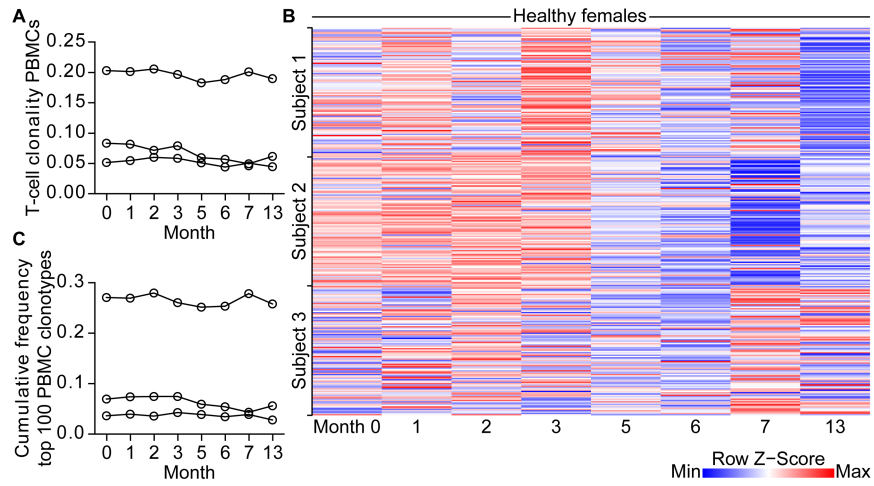 A
T-cell clonality PBMCs
0.25
0.20
0.15
0.10
0.05
0.00
0 1 2 3 5 6 7 13
Month
C
Cumulative frequency
top 100 PBMC clonotypes
0.3
0.2
0.1
0.0
0 1 2 3 5 6 7 13
Month
B
Healthy females
Subject 1
Subject 2
Subject 3
Month 0 1 2 3 5 6 7 13
Row Z−Score
Min Max